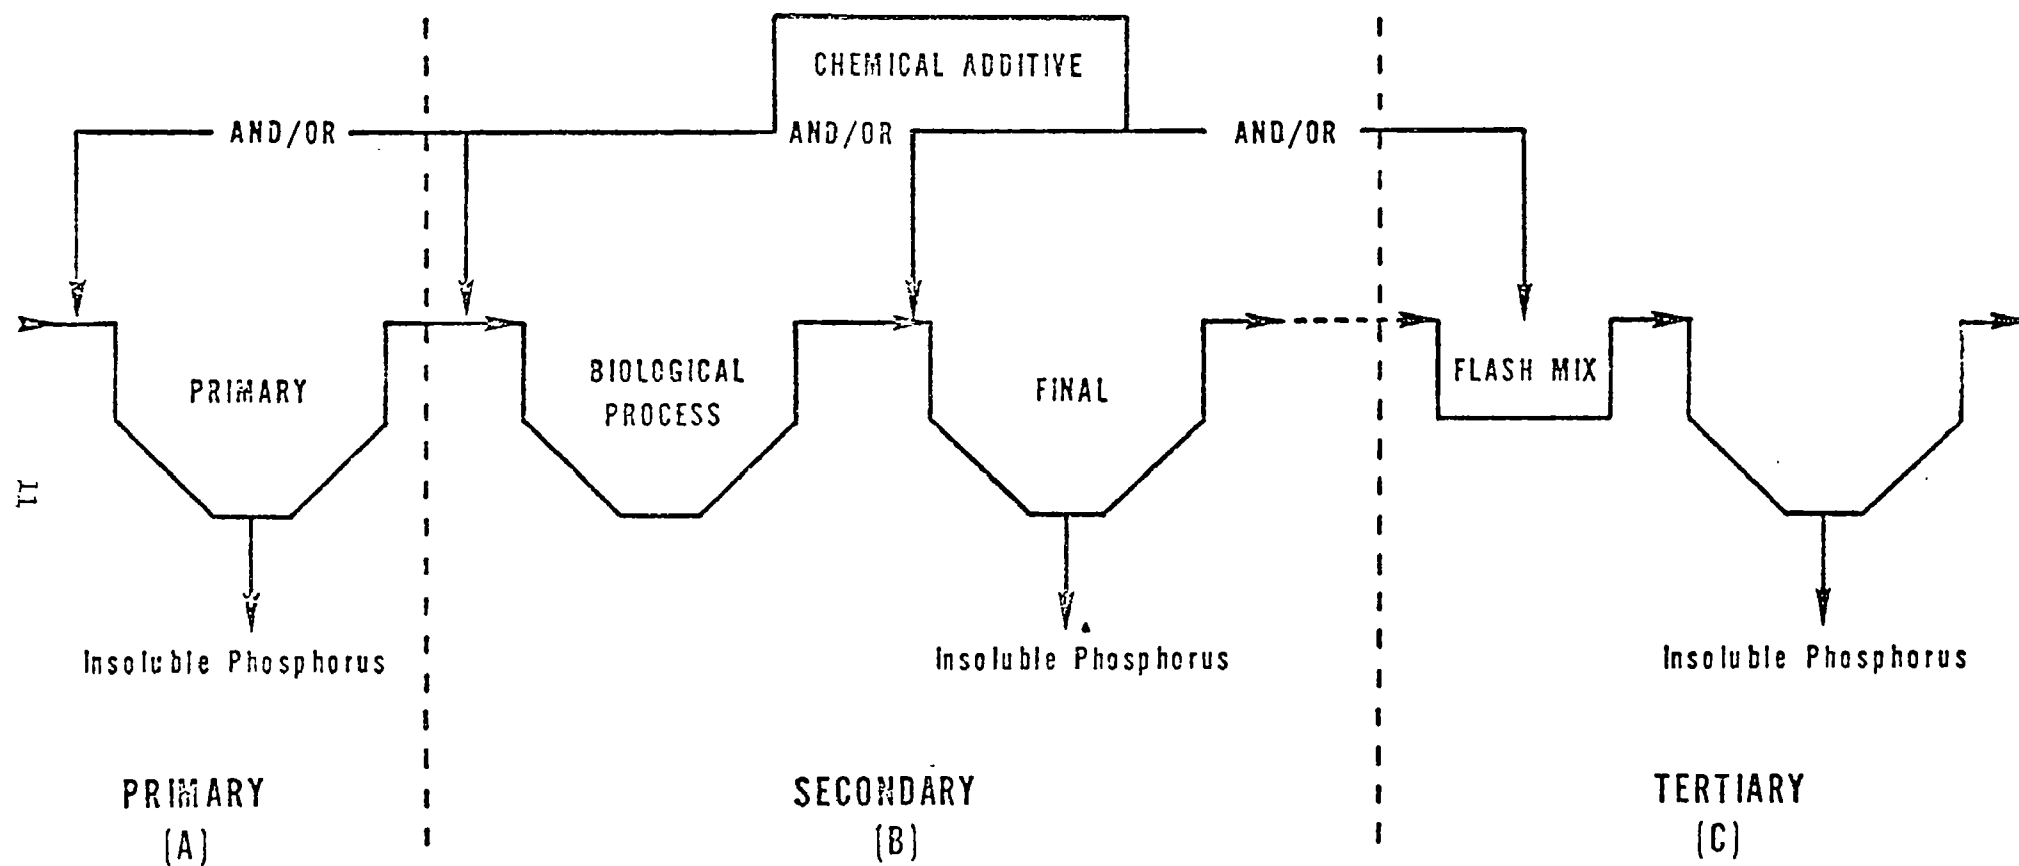 CHEMICAL ADDITIVE
AND/OR
AND/OR
AND/OR
PRIMARY
BIOLOGICAL
PROCESS
FINAL
FLASH MIX
11
Insoluble Phosphorus
Insoluble Phosphorus
Insoluble Phosphorus
PRIMARY
(A)
SECONDARY
(B)
TERTIARY
(C)